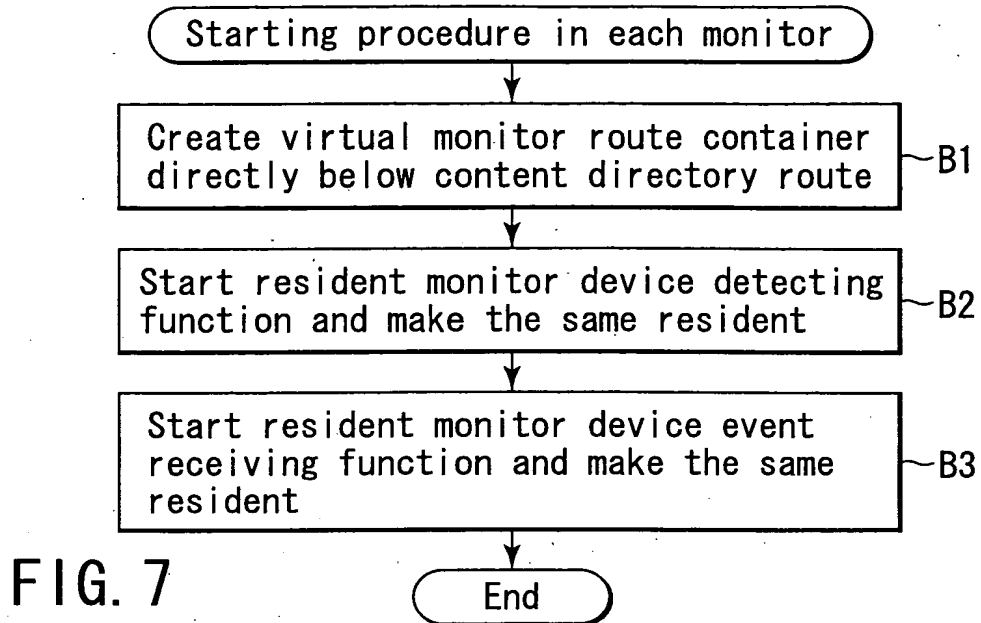 Starting procedure in each monitor
Create virtual monitor route container
directly below content directory route
B1
Start resident monitor device detecting
function and make the same resident
B2
Start resident monitor device event
receiving function and make the same
resident
B3
End
FIG. 7